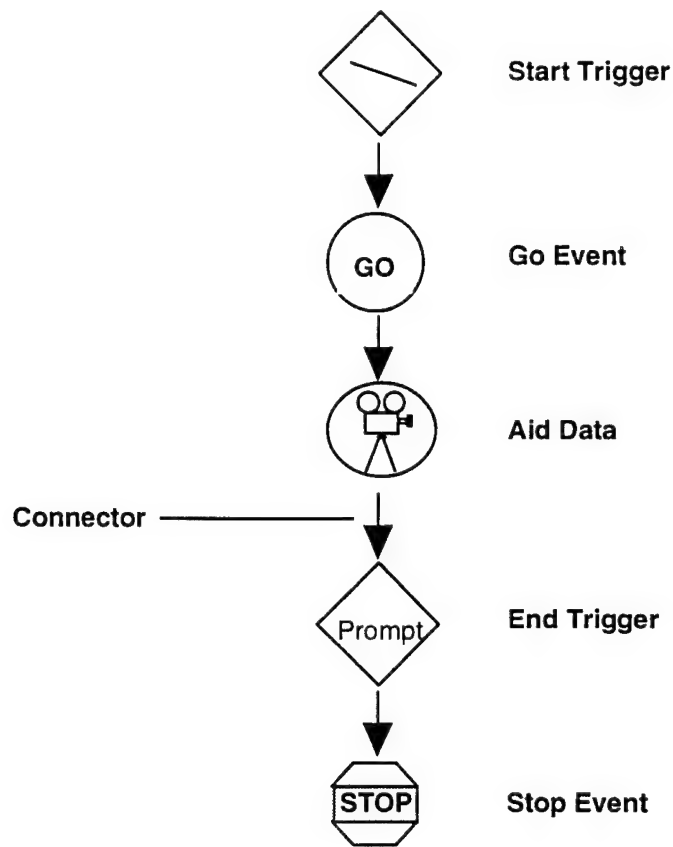 Start Trigger
GO
Go Event
Aid Data
Connector
Prompt
End Trigger
STOP
Stop Event